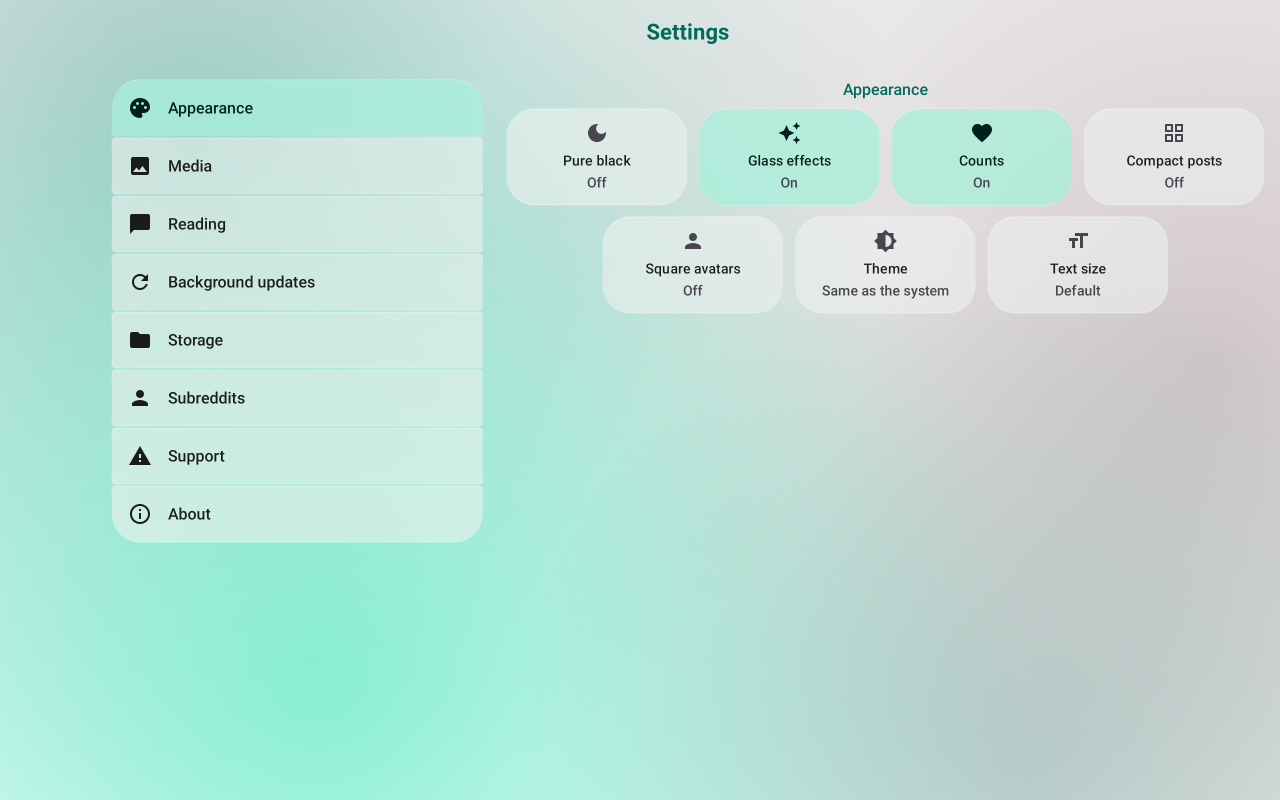 Settings
Appearance
Media
Reading
Background updates
Storage
Subreddits
Support
About
Appearance
Pure black
Off
Glass effects
On
Counts
On
Compact posts
Off
Square avatars
Off
Theme
Same as the system
Text size
Default